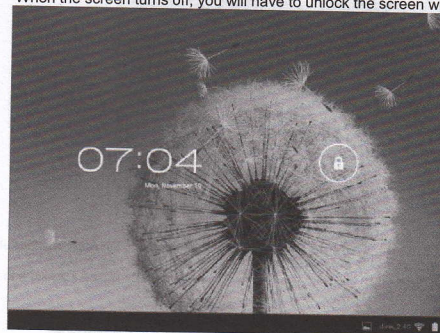 When the screen turns off, you will have to unlock the screen w
07:04
Mon, November 19